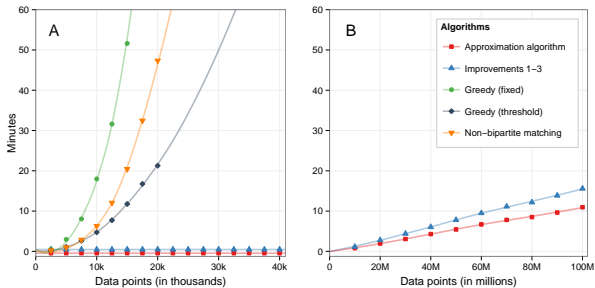 A
60
50
40
30
20
10
0
Minutes
0
10k
20k
30k
40k
Data points (in thousands)
B
60
50
40
30
20
10
0
Algorithms
Approximation algorithm
Improvements 1–3
Greedy (fixed)
Greedy (threshold)
Non–bipartite matching
0
20M
40M
60M
80M
100M
Data points (in millions)